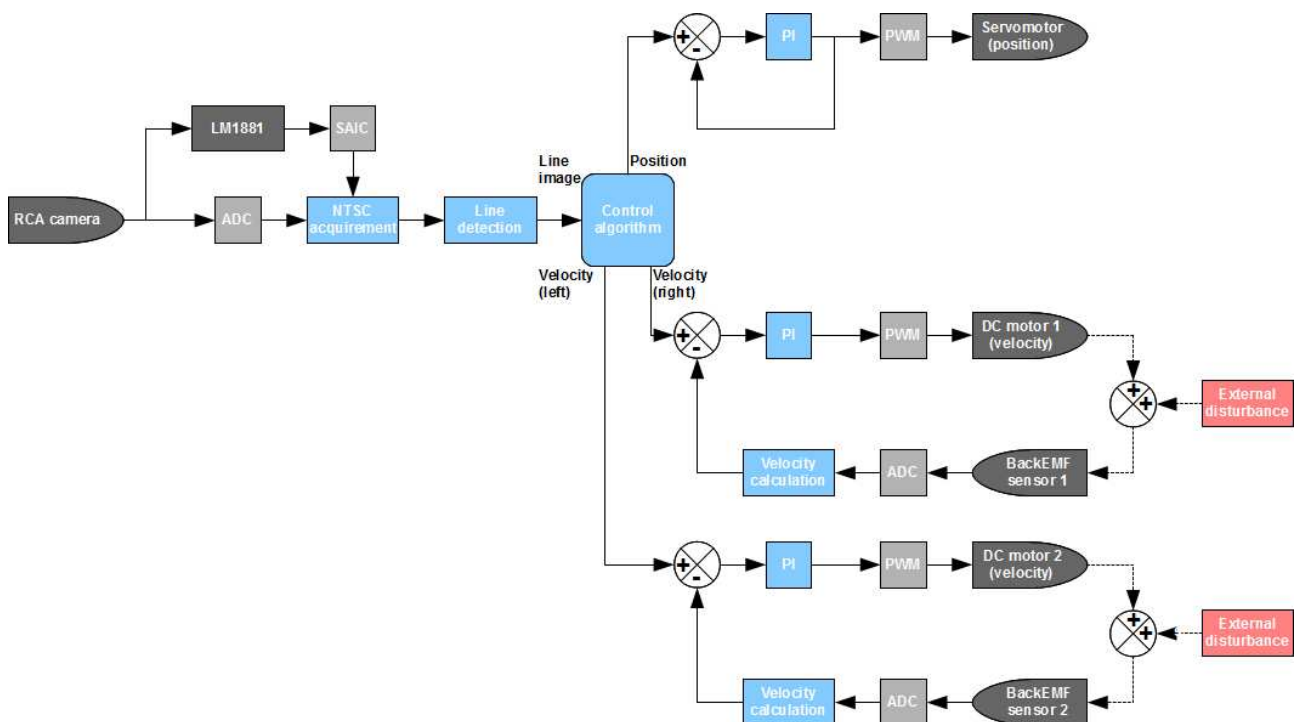 Servomotor
(position)
PI
PWM
+
-
LM1881
SAIC
Line
image
Position
RCA camera
ADC
NTSC
acquirement
Line
detection
Control
algorithm
Velocity
(left)
Velocity
(right)
+
-
PI
PWM
DC motor 1
(velocity)
+
+
External
disturbance
Velocity
calculation
ADC
BackEMF
sensor 1
+
-
PI
PWM
DC motor 2
(velocity)
+
+
External
disturbance
Velocity
calculation
ADC
BackEMF
sensor 2